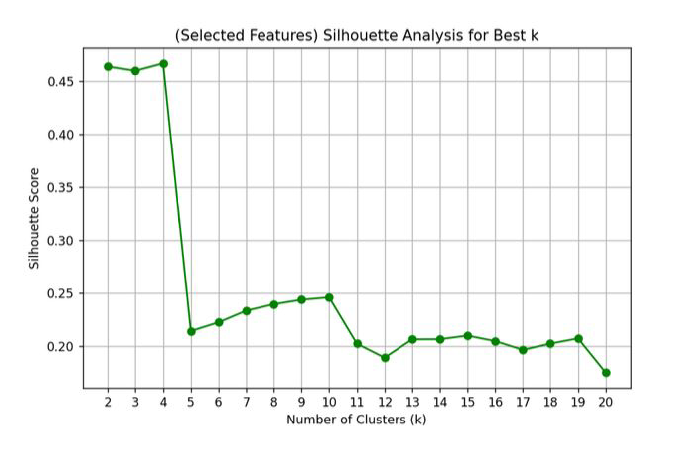 (Selected Features) Silhouette Analysis for Best k
Silhouette Score
0.45
0.40
0.35
0.30
0.25
0.20
2 3 4 5 6 7 8 9 10 11 12 13 14 15 16 17 18 19 20
Number of Clusters (k)